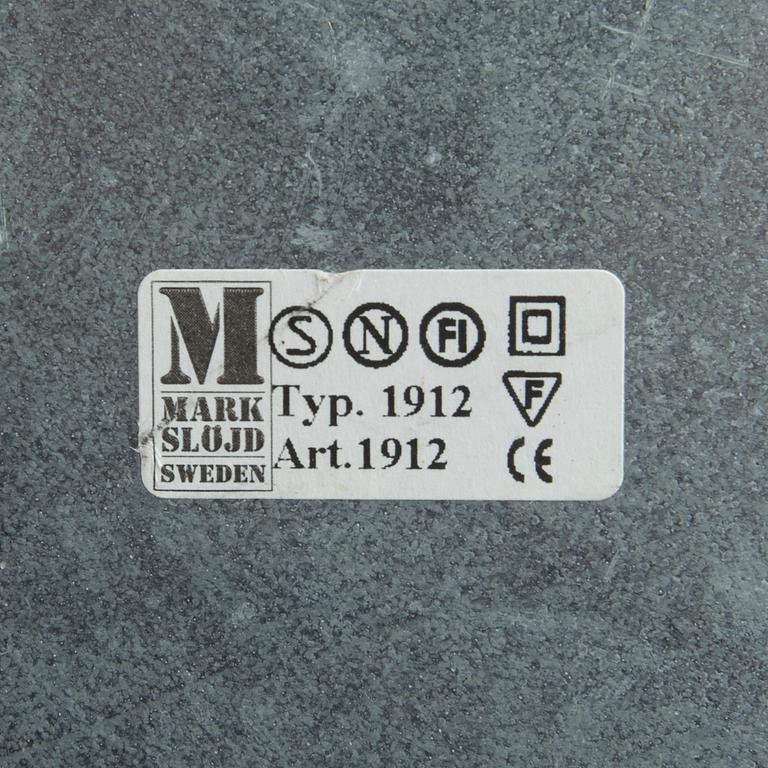 M
MARK
SLÖJD
SWEDEN
S N FI
Typ. 1912
Art.1912
F
CE